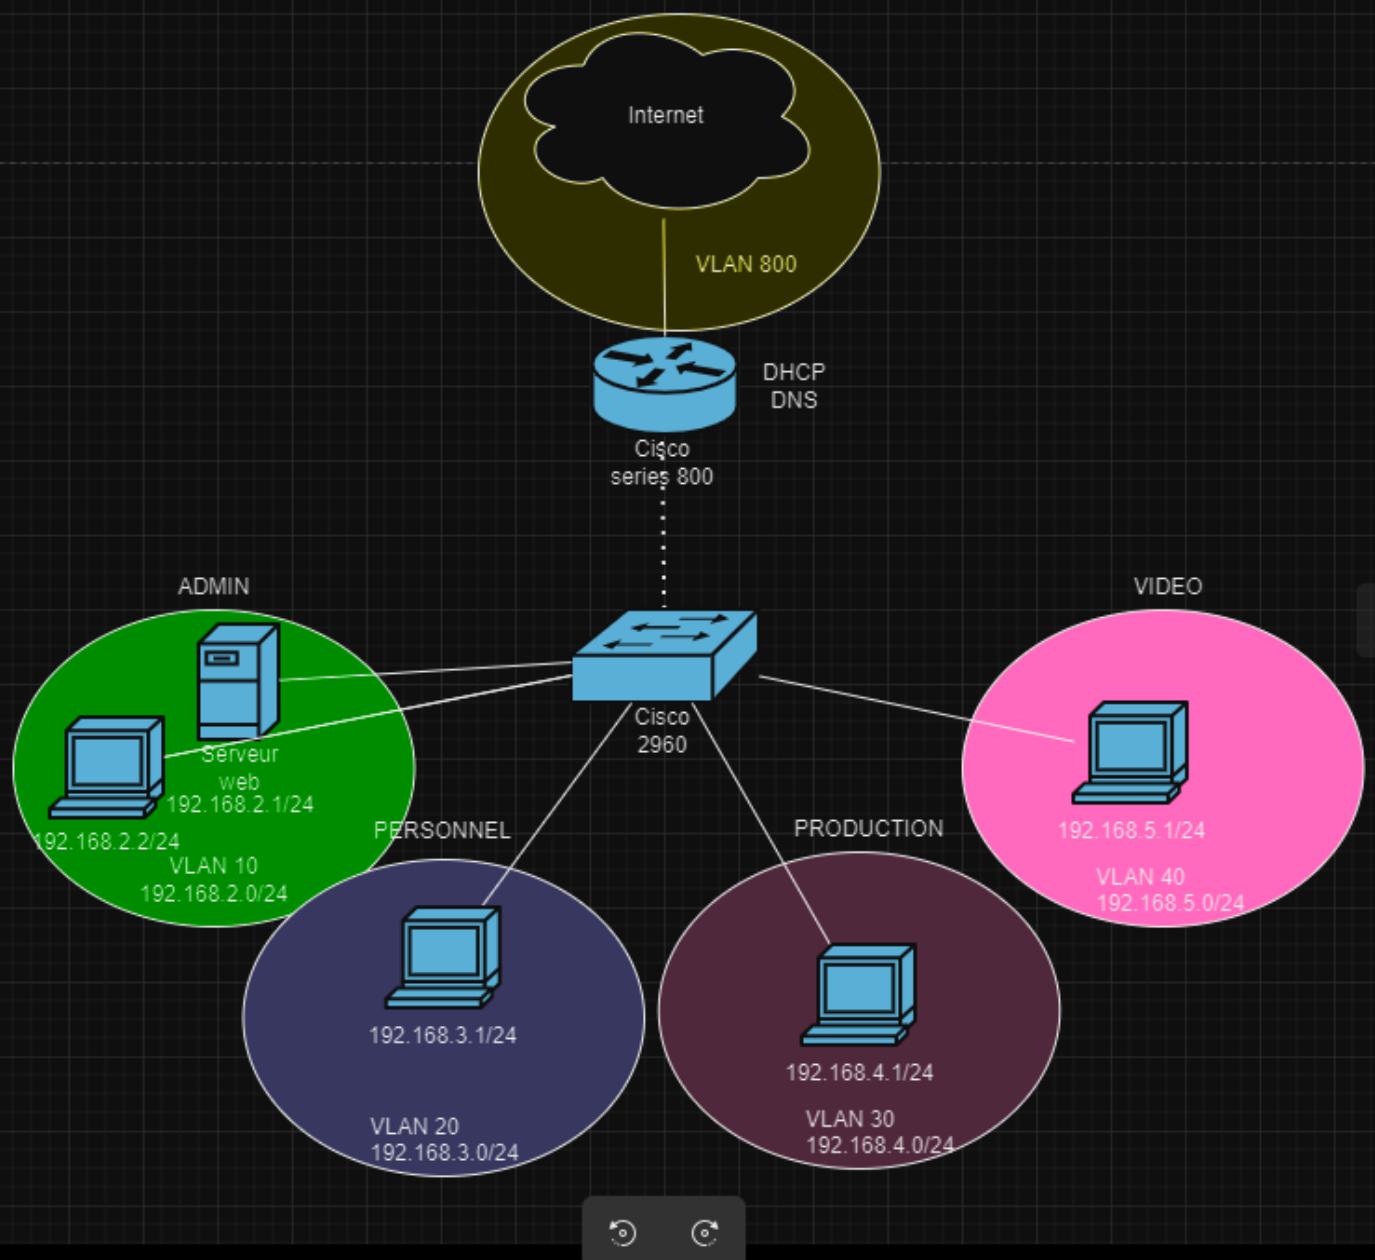 Internet
VLAN 800
DHCP
DNS
Cisco
series 800
ADMIN
VIDEO
Cisco
2960
Serveur
web
192.168.2.1/24
192.168.2.2/24
VLAN 10
192.168.2.0/24
PERSONNEL
PRODUCTION
192.168.5.1/24
VLAN 40
192.168.5.0/24
192.168.3.1/24
VLAN 20
192.168.3.0/24
192.168.4.1/24
VLAN 30
192.168.4.0/24